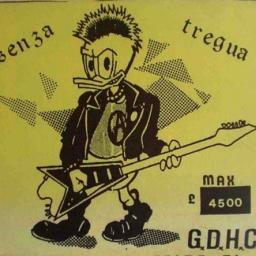 senza tregua
MAX
£ 4500
G.D.H.C